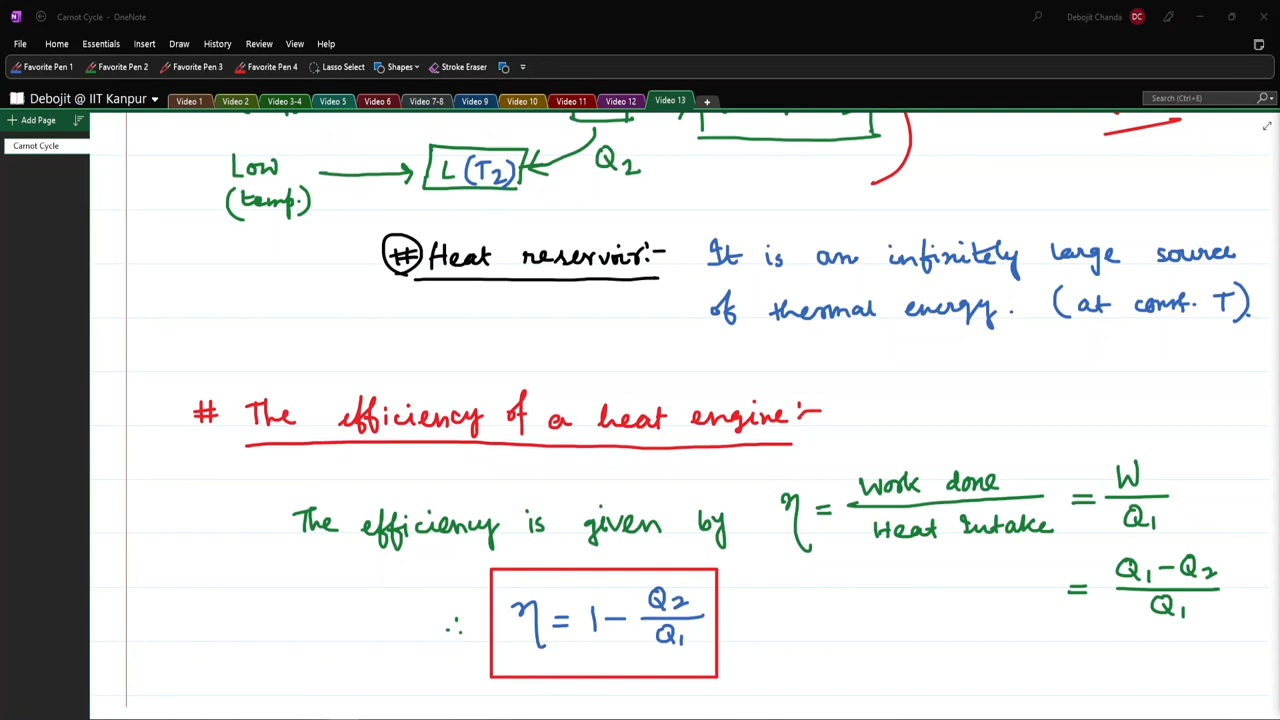 Carnot Cycle - OneNote
Debojit Chanda DC
File Home Essentials Insert Draw History Review View Help
Favorite Pen 1 Favorite Pen 2 Favorite Pen 3 Favorite Pen 4 Lasso Select Shapes Stroke Eraser
Debojit @ IIT Kanpur Video 1 Video 2 Video 3-4 Video 5 Video 6 Video 7-8 Video 9 Video 10 Video 11 Video 12 Video 13 + Search (Ctrl+E)
+ Add Page
Carnot Cycle
Low → L (T₂) Q₂
(temp.)
# Heat reservoir:- It is an infinitely large source
of thermal energy. (at const. T).
# The efficiency of a heat engine:-
The efficiency is given by η = Work done / Heat Intake = W / Q₁
= Q₁ - Q₂ / Q₁
∴ η = 1 - Q₂ / Q₁